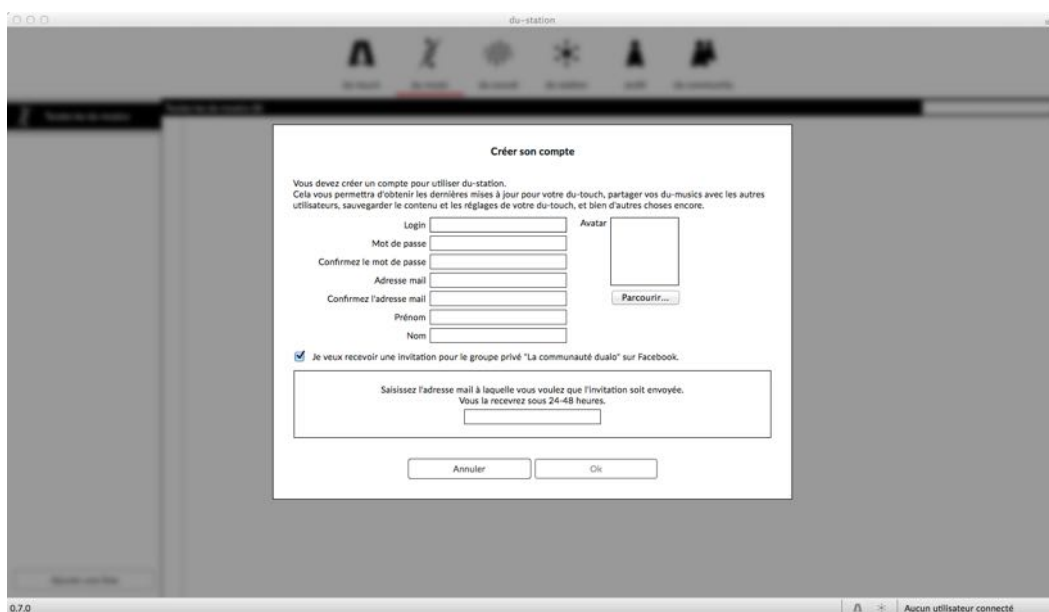 du-station
Créer son compte
Vous devez créer un compte pour utiliser du-station.
Cela vous permettra d'obtenir les dernières mises à jour pour votre du-touch, partager vos du-musics avec les autres
utilisateurs, sauvegarder le contenu et les réglages de votre du-touch, et bien d'autres choses encore.
Login
Avatar
Mot de passe
Confirmez le mot de passe
Adresse mail
Confirmez l'adresse mail
Parcourir...
Prénom
Nom
Je veux recevoir une invitation pour le groupe privé "La communauté dualo" sur Facebook.
Saisissez l'adresse mail à laquelle vous voulez que l'invitation soit envoyée.
Vous la recevrez sous 24-48 heures.
Annuler
Ok
0.7.0
Aucun utilisateur connecté